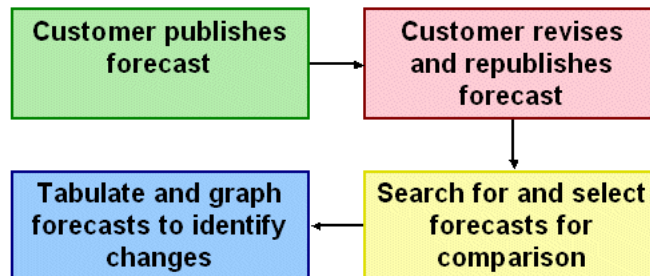 Customer publishes
forecast
Customer revises
and republishes
forecast
Search for and select
forecasts for
comparison
Tabulate and graph
forecasts to identify
changes